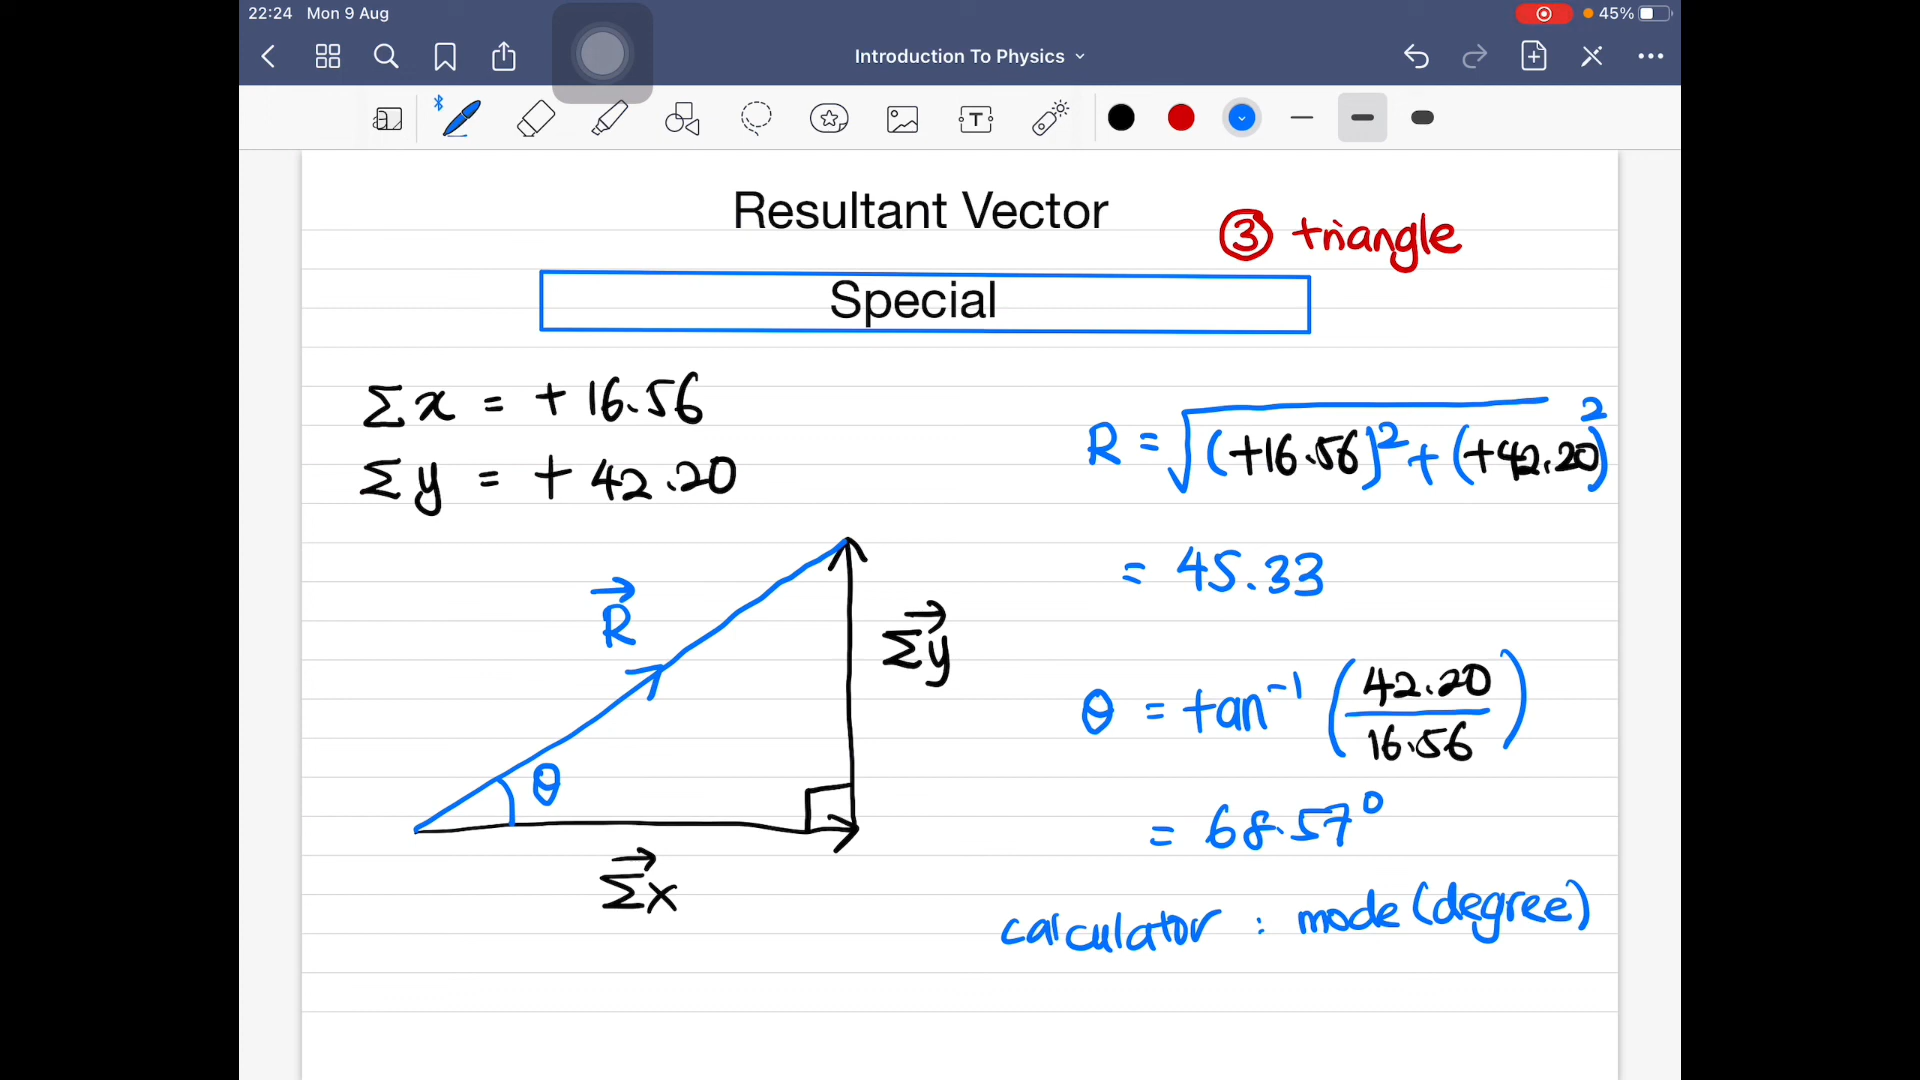 22:24 Mon 9 Aug
45%
Introduction To Physics
Resultant Vector
③ triangle
Special
Σx = +16.56
Σy = +42.20
R = √(+16.56)² + (+42.20)²
= 45.33
R⃗
Σy⃗
θ = tan⁻¹ (42.20/16.56)
θ
= 68.57°
Σx⃗
calculator : mode (degree)